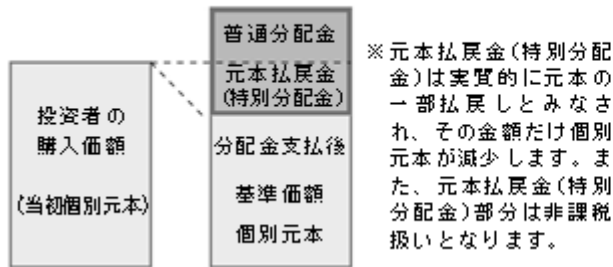 投資者の
購入価額
(当初個別元本)
普通分配金
元本払戻金
(特別分配金)
分配金支払後
基準価額
個別元本
※元本払戻金(特別分配
金)は実質的に元本の
一部払戻しとみなさ
れ、その金額だけ個別
元本が減少します。ま
た、元本払戻金(特別
分配金)部分は非課税
扱いとなります。